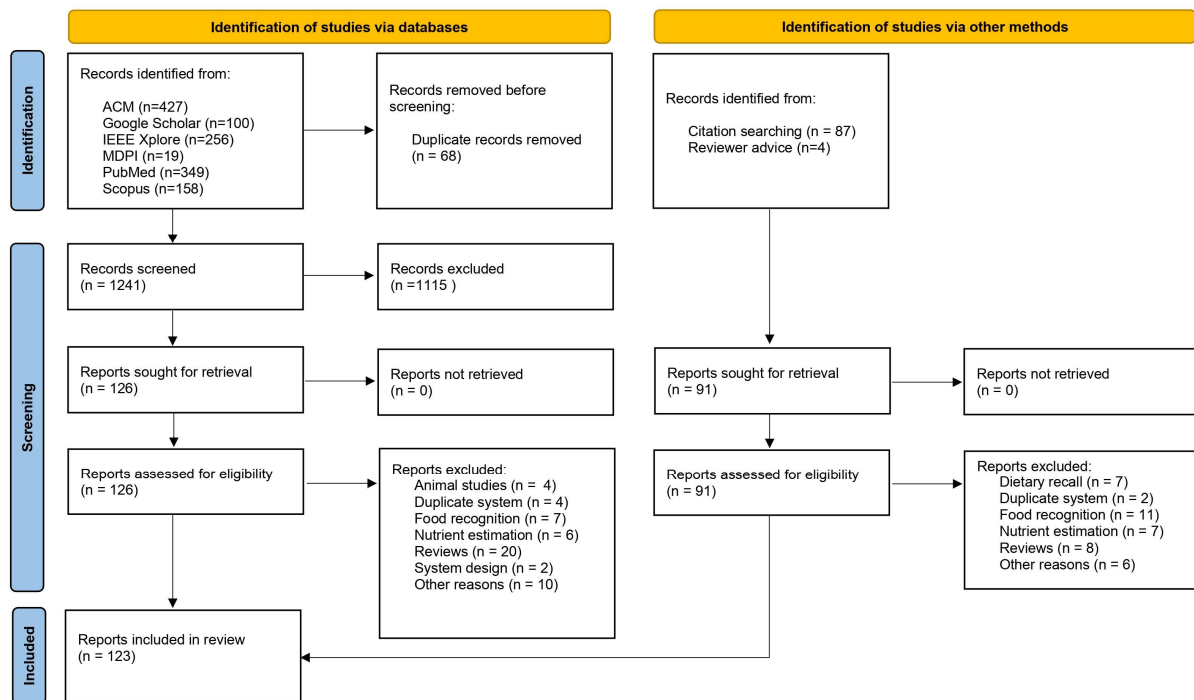 Identification of studies via databases
Identification of studies via other methods
Identification
Records identified from:
ACM (n=427)
Google Scholar (n=100)
IEEE Xplore (n=256)
MDPI (n=19)
PubMed (n=349)
Scopus (n=158)
Records removed before
screening:
Duplicate records removed
(n = 68)
Records identified from:
Citation searching (n = 87)
Reviewer advice (n=4)
Screening
Records screened
(n = 1241)
Records excluded
(n =1115 )
Reports sought for retrieval
(n = 126)
Reports not retrieved
(n = 0)
Reports sought for retrieval
(n = 91)
Reports not retrieved
(n = 0)
Reports assessed for eligibility
(n = 126)
Reports excluded:
Animal studies (n =  4)
Duplicate system (n = 4)
Food recognition (n = 7)
Nutrient estimation (n = 6)
Reviews (n = 20)
System design (n = 2)
Other reasons (n = 10)
Reports assessed for eligibility
(n = 91)
Reports excluded:
Dietary recall (n = 7)
Duplicate system (n = 2)
Food recognition (n = 11)
Nutrient estimation (n = 7)
Reviews (n = 8)
Other reasons (n = 6)
Included
Reports included in review
(n = 123)